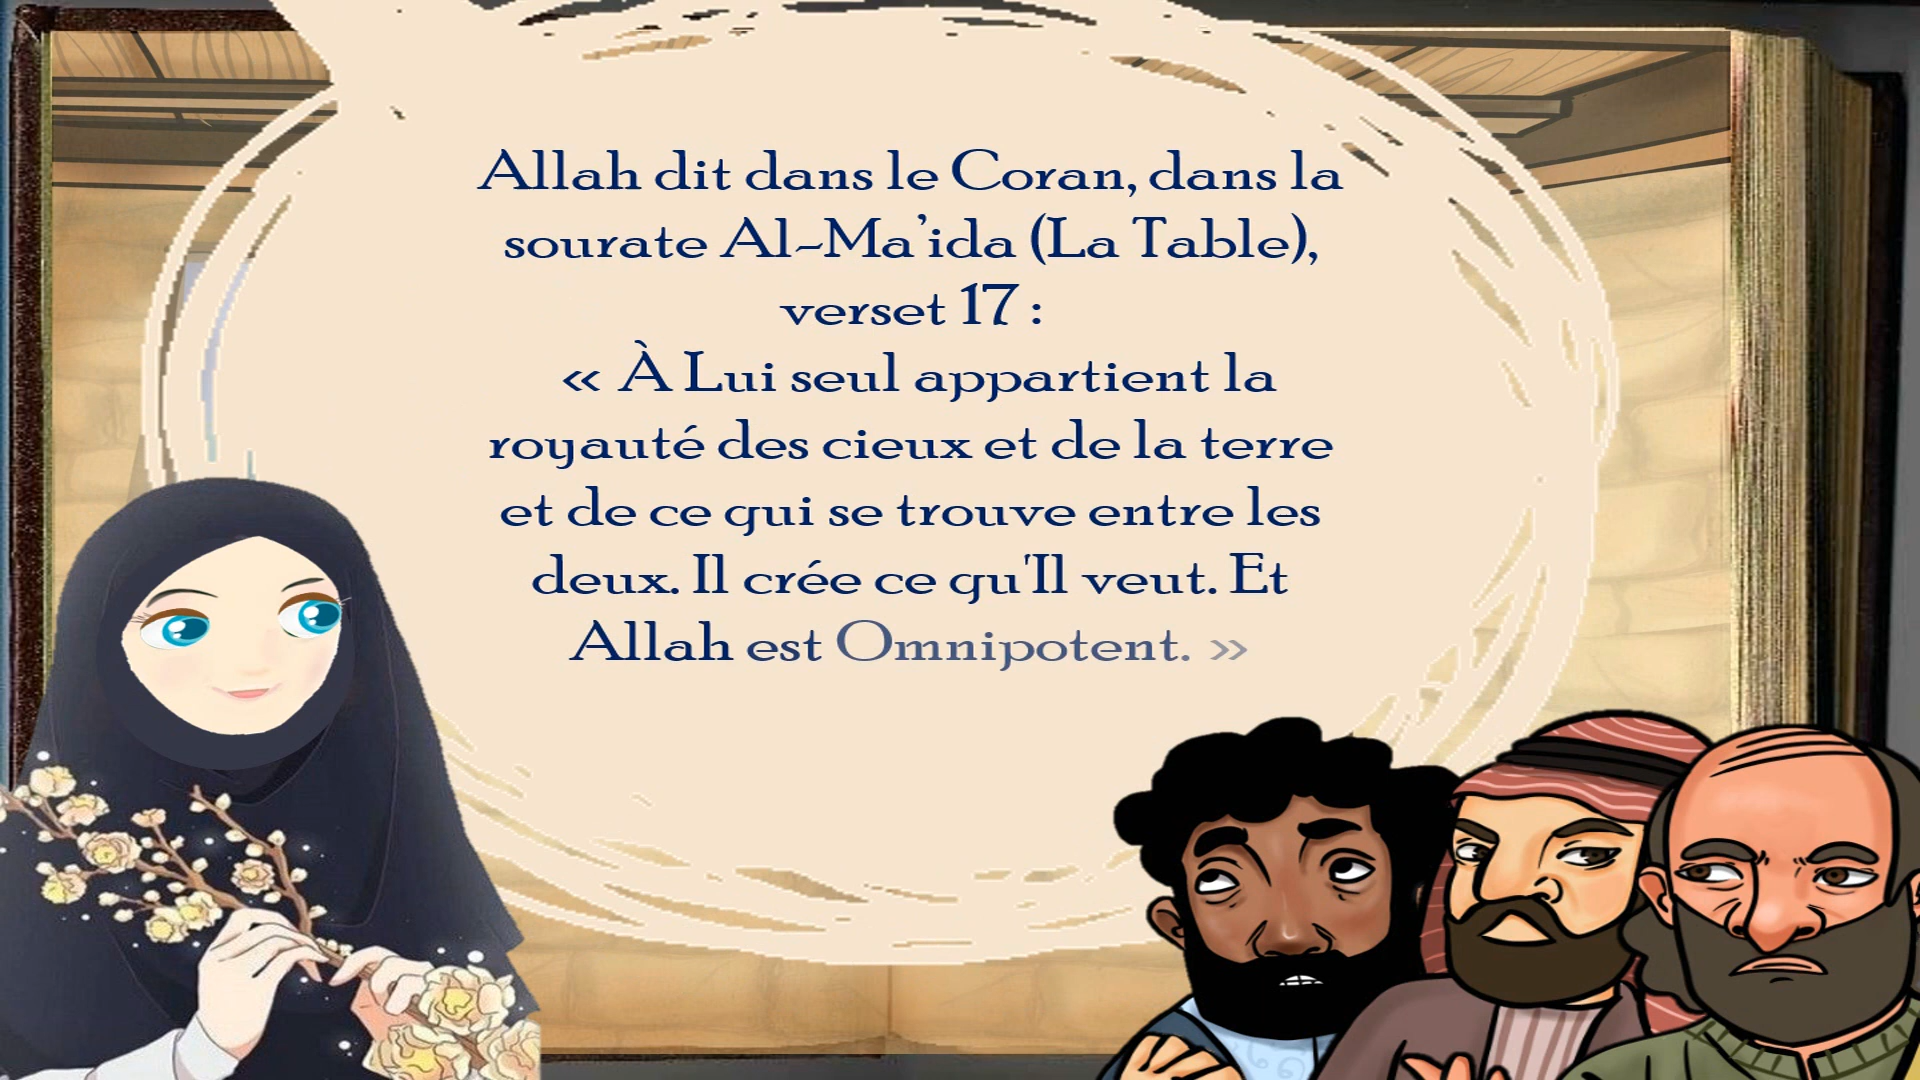 Allah dit dans le Coran, dans la
sourate Al-Ma’ida (La Table),
verset 17 :
« À Lui seul appartient la
royauté des cieux et de la terre
et de ce qui se trouve entre les
deux. Il crée ce qu'Il veut. Et
Allah est Omnipotent. »